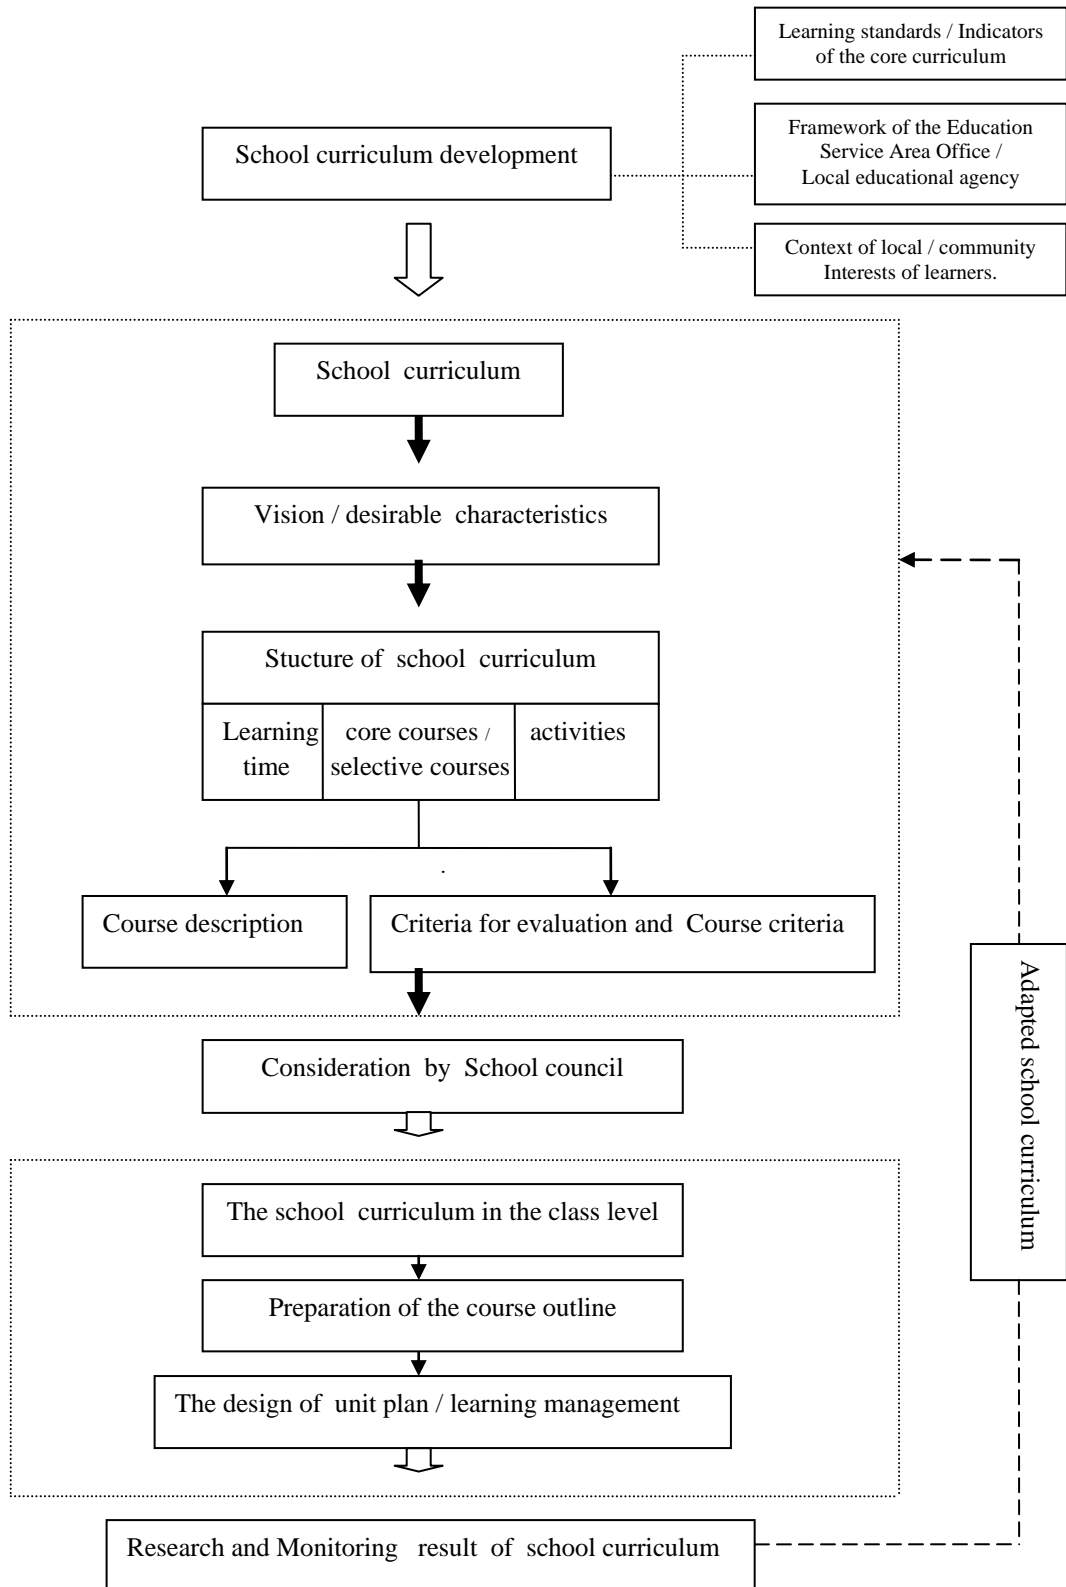 Learning standards / Indicators
of the core curriculum
School curriculum development
Framework of the Education
Service Area Office /
Local educational agency
Context of local / community
Interests of learners.
School curriculum
Vision / desirable characteristics
Stucture of school curriculum
Learning
time
core courses /
selective courses
activities
Course description
Criteria for evaluation and Course criteria
Adapted school curriculum
Consideration by School council
The school curriculum in the class level
Preparation of the course outline
The design of unit plan / learning management
Research and Monitoring result of school curriculum